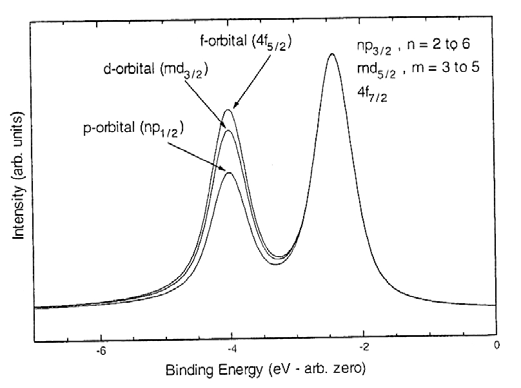 f-orbital (4f5/2)
d-orbital (md3/2)
p-orbital (np1/2)
np3/2 , n = 2 to 6
md5/2 , m = 3 to 5
4f7/2
Intensity (arb. units)
-6 -4 -2 0
Binding Energy (eV - arb. zero)